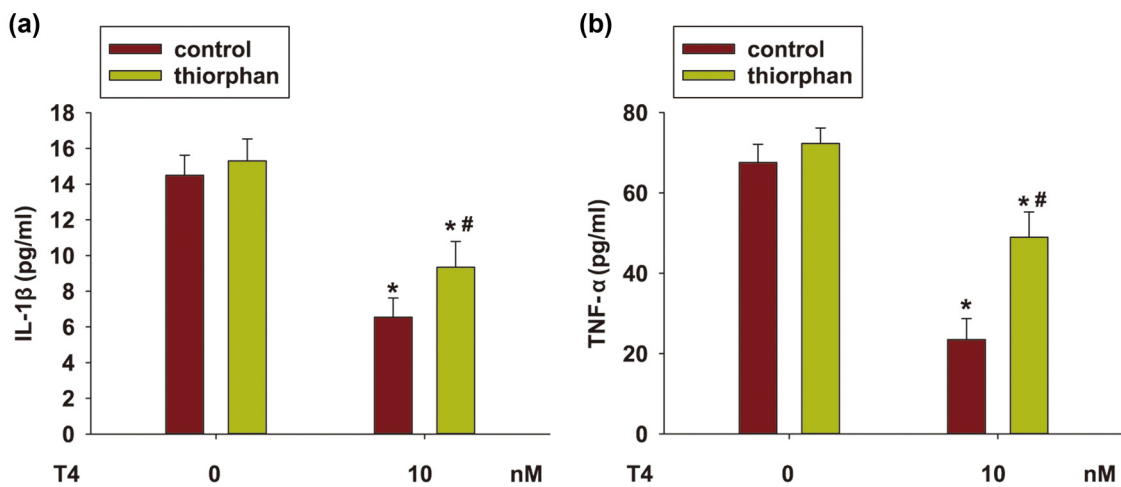 (a)
control
thiorphan
IL-1β (pg/ml)
18
16
14
12
10
8
6
4
2
0
*
* #
T4 0 10 nM
(b)
control
thiorphan
TNF-α (pg/ml)
80
60
40
20
0
*
* #
T4 0 10 nM